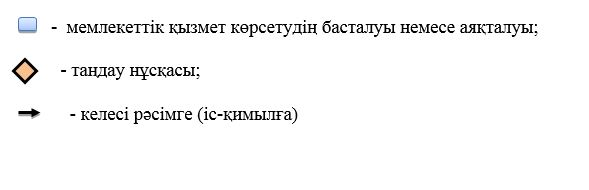 - мемлекеттік қызмет көрсетудің басталуы немесе аяқталуы;
- таңдау нұсқасы;
- келесі рәсімге (іс-қимылға)